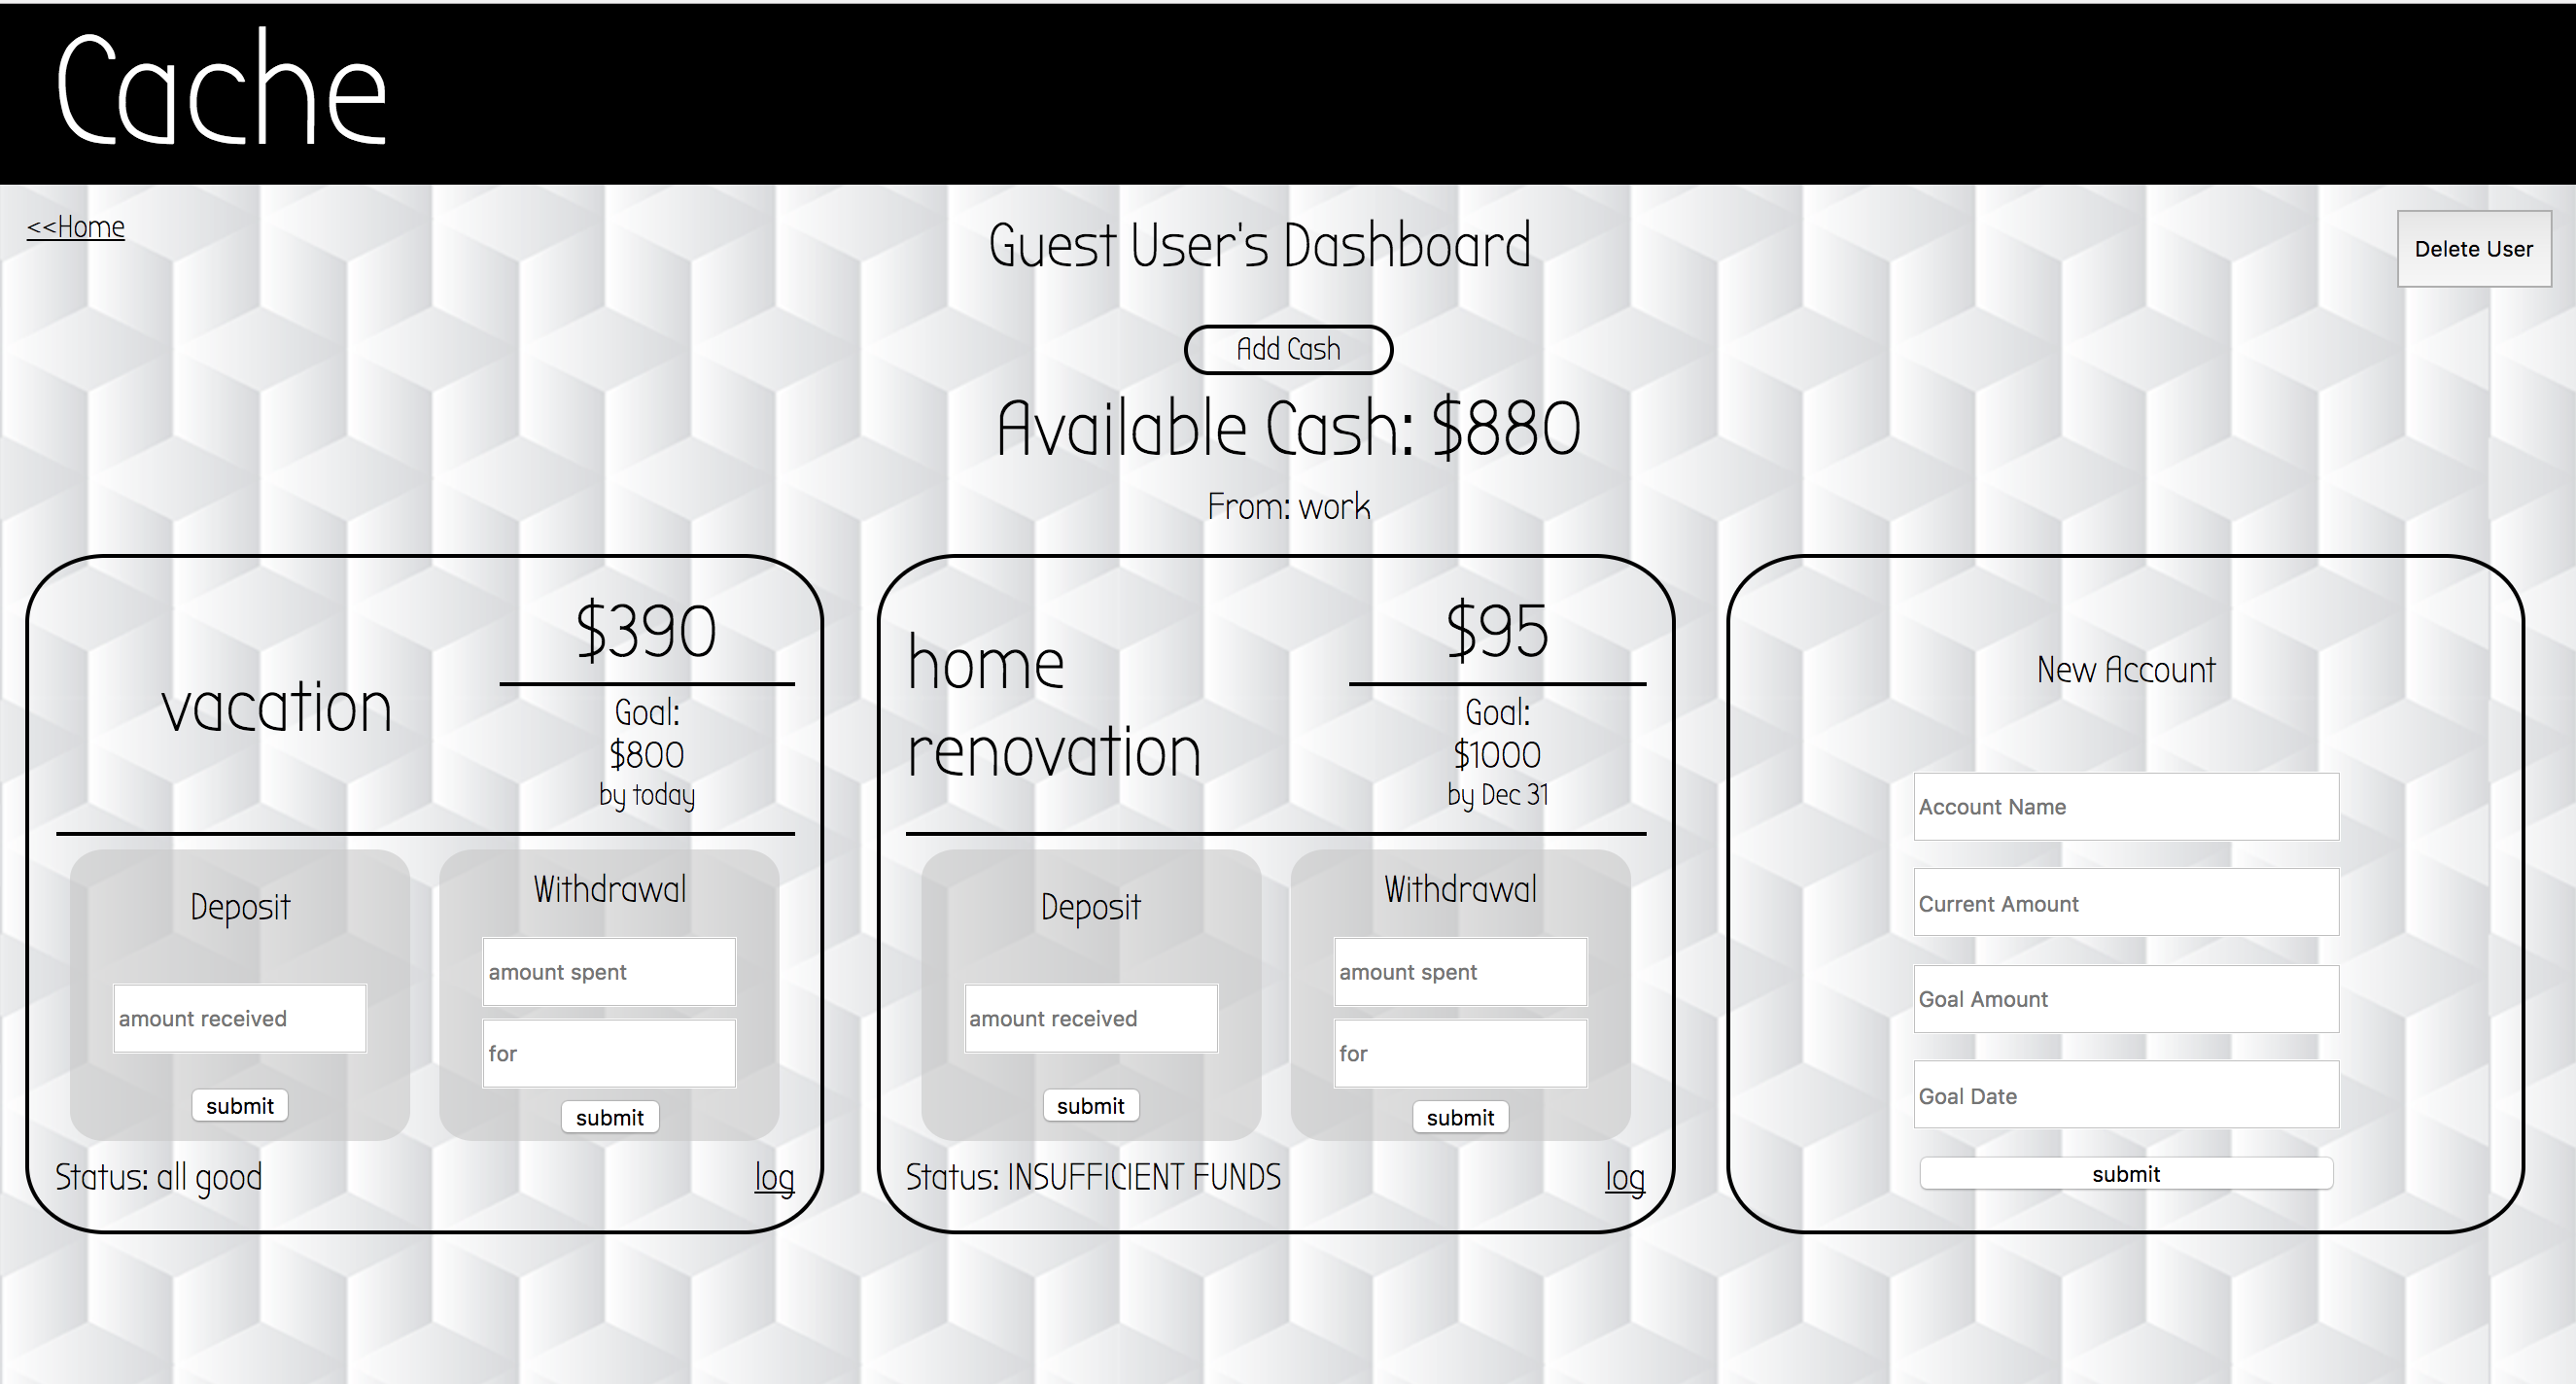 Cache
<<Home
Guest User's Dashboard
Delete User
Add Cash
Available Cash: $880
From: work
vacation
$390
Goal:
$800
by today
Deposit
amount received
submit
Withdrawal
amount spent
for
submit
Status: all good
log
home
renovation
$95
Goal:
$1000
by Dec 31
Deposit
amount received
submit
Withdrawal
amount spent
for
submit
Status: INSUFFICIENT FUNDS
log
New Account
Account Name
Current Amount
Goal Amount
Goal Date
submit